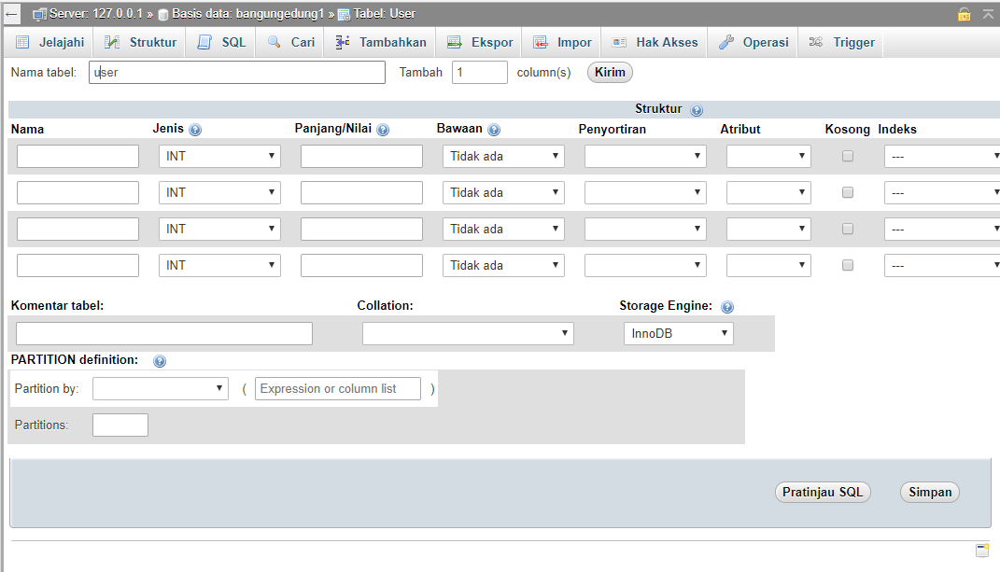 Server: 127.0.0.1 » Basis data: bangungedung1 » Tabel: User
Jelajahi Struktur SQL Cari Tambahkan Ekspor Impor Hak Akses Operasi Trigger
Nama tabel: user Tambah 1 column(s) Kirim
Struktur
Nama Jenis Panjang/Nilai Bawaan Penyortiran Atribut Kosong Indeks
INT Tidak ada ---
INT Tidak ada ---
INT Tidak ada ---
INT Tidak ada ---
Komentar tabel: Collation: Storage Engine:
InnoDB
PARTITION definition:
Partition by: ( Expression or column list )
Partitions:
Pratinjau SQL Simpan